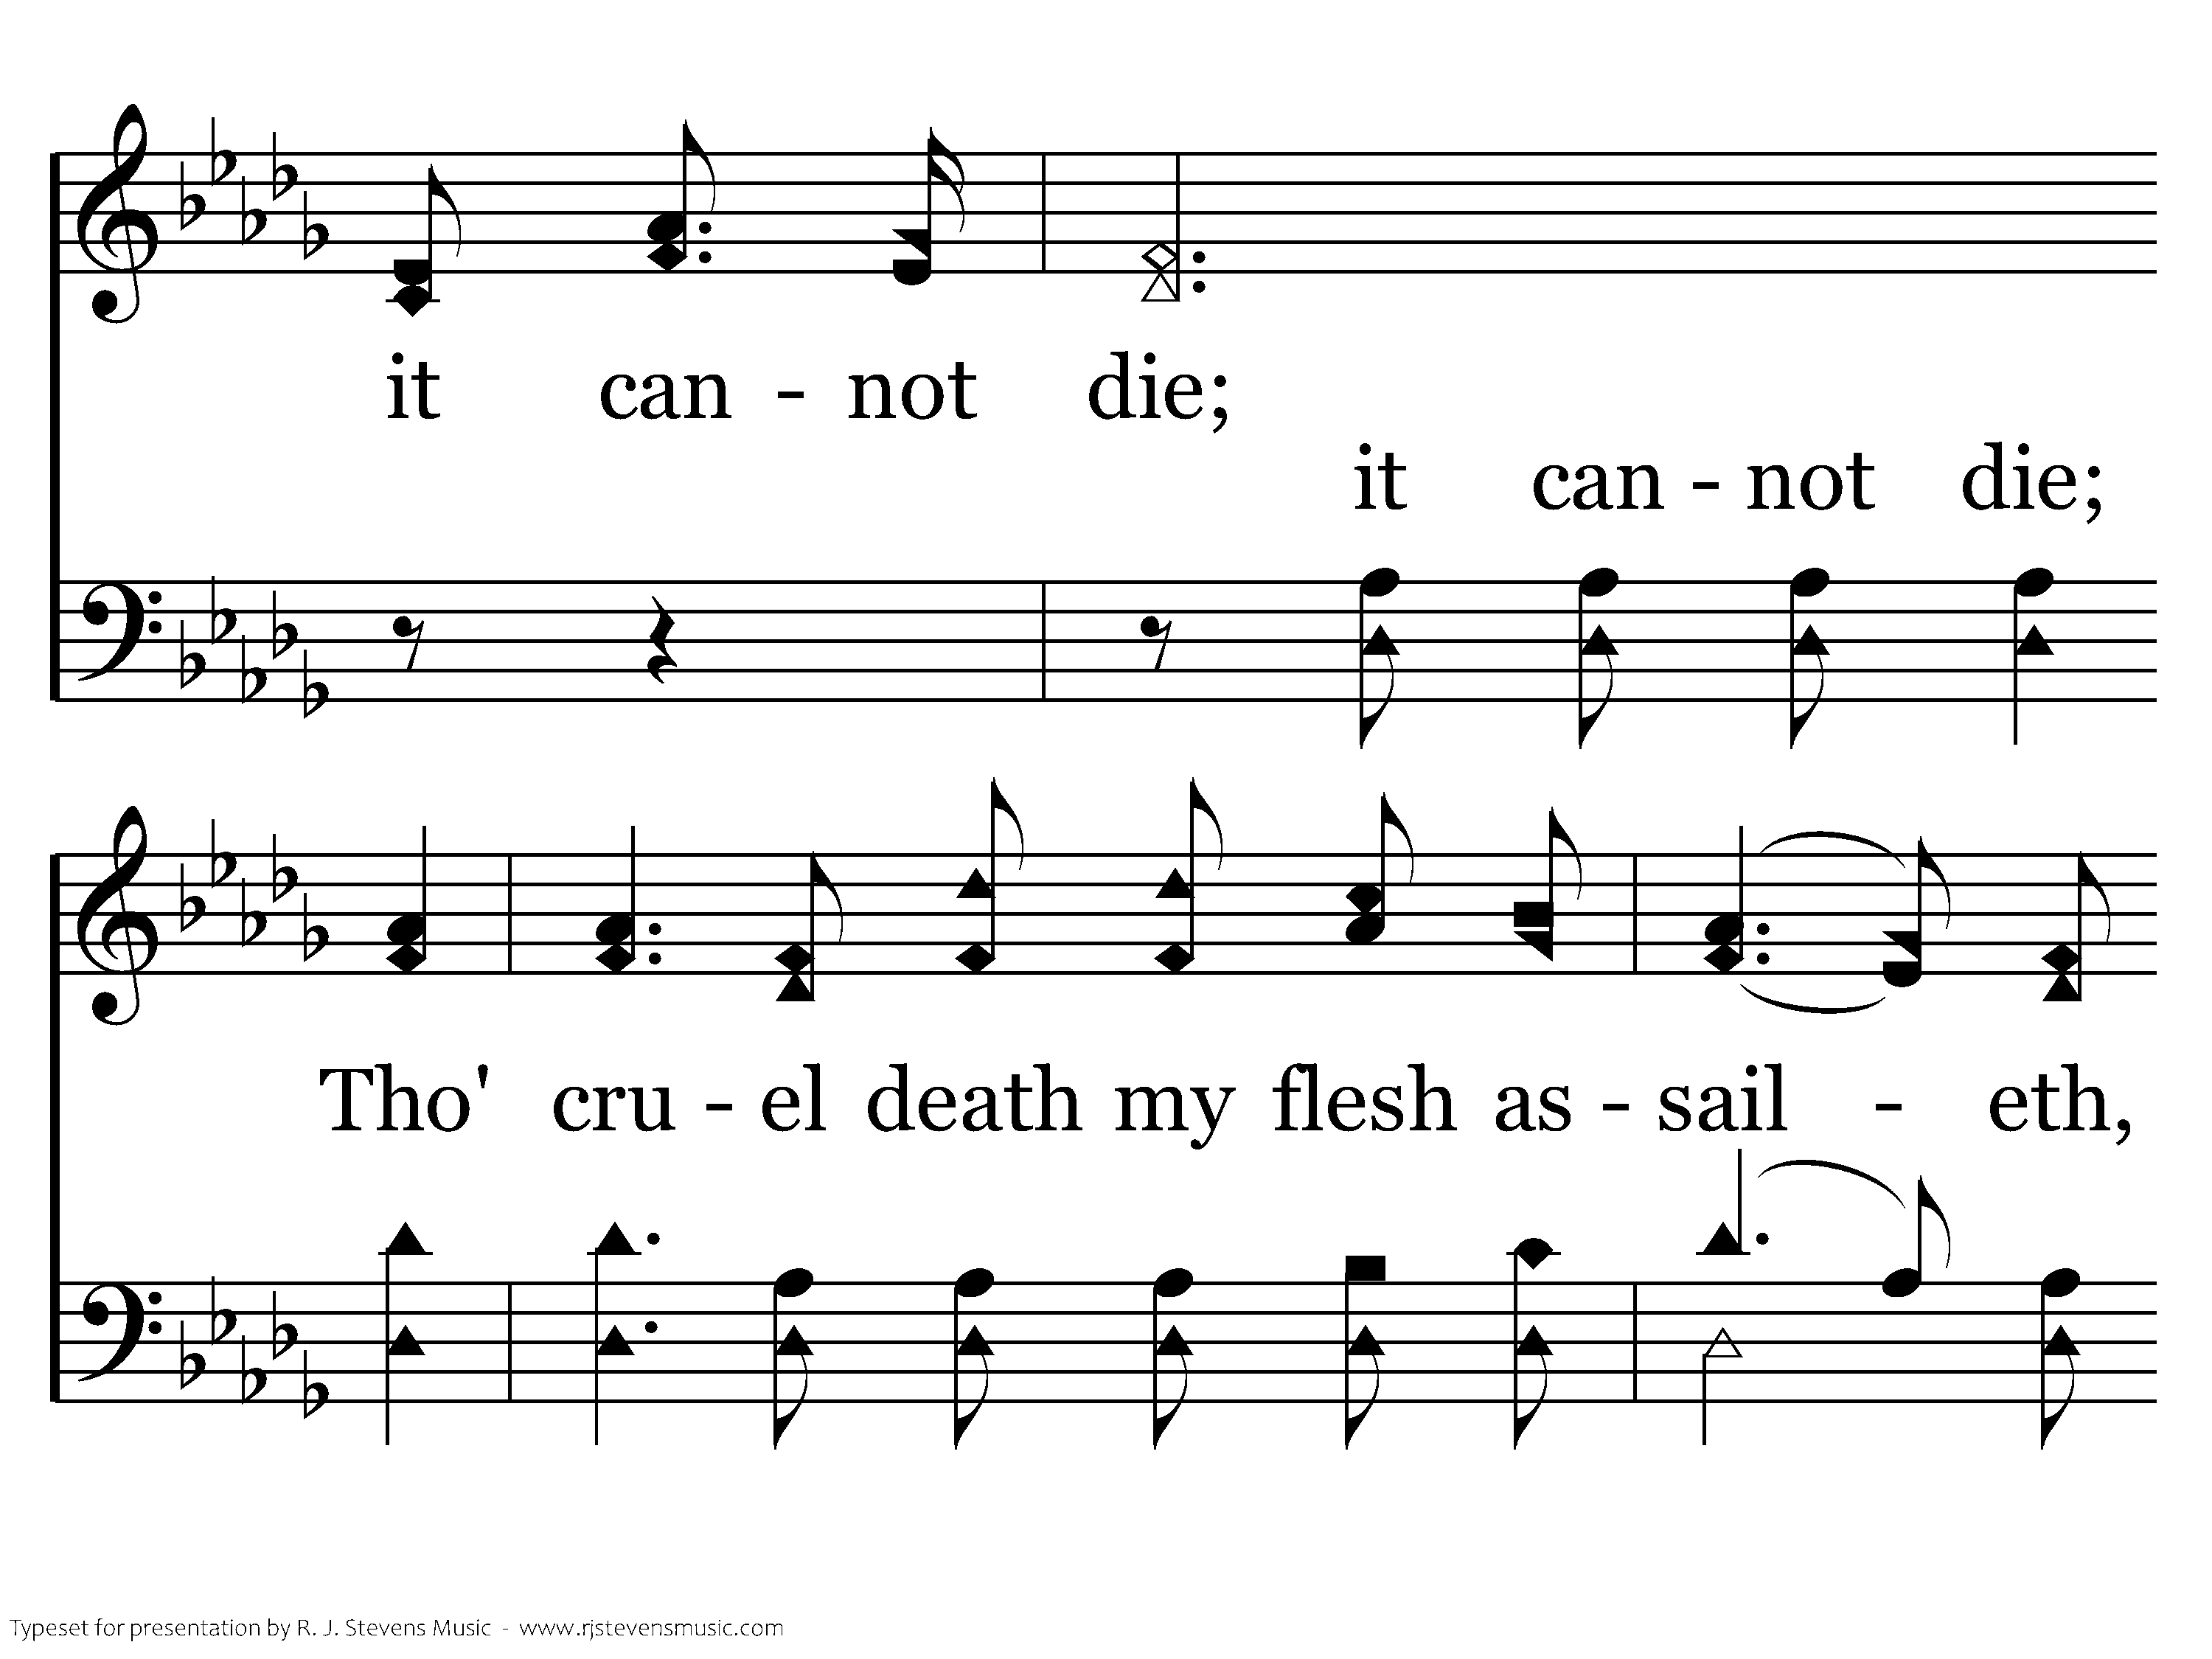 it can - not die;
it can - not die;
Tho' cru - el death my flesh as - sail - eth,
Typeset for presentation by R. J. Stevens Music - www.rjstevensmusic.com